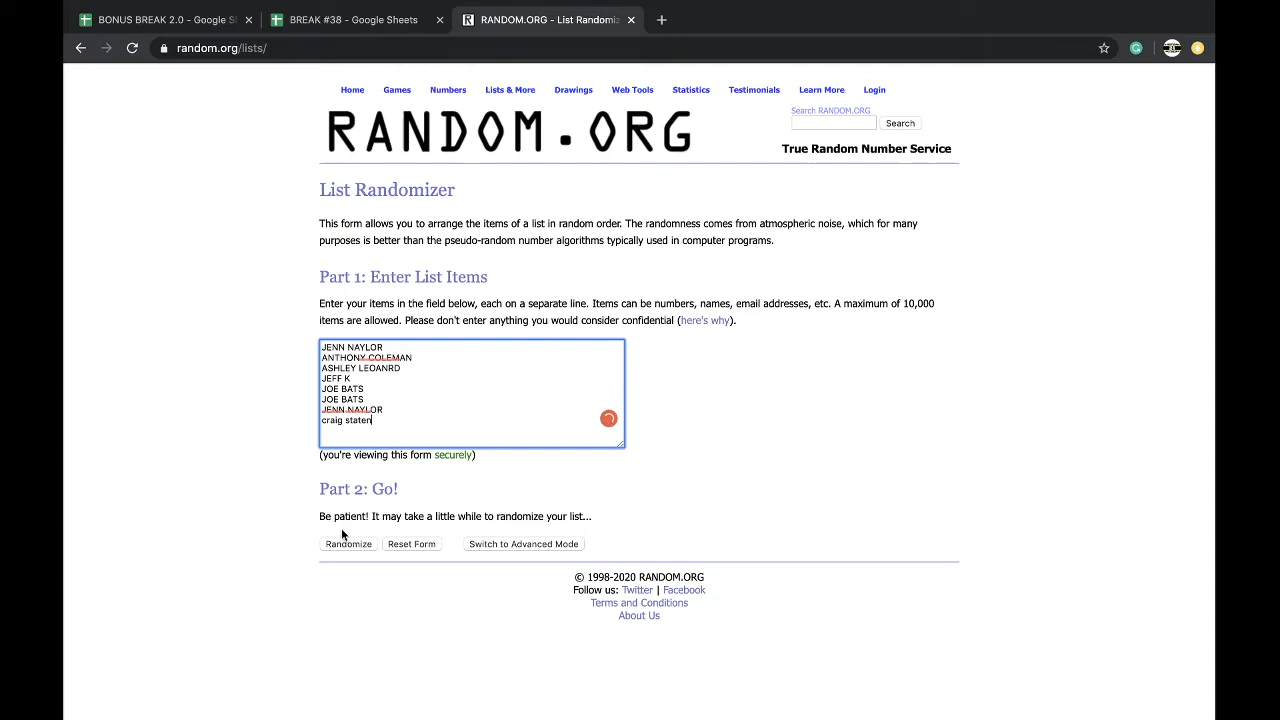 BONUS BREAK 2.0 - Google S
BREAK #38 - Google Sheets
RANDOM.ORG - List Randomiz
random.org/lists/
Home Games Numbers Lists & More Drawings Web Tools Statistics Testimonials Learn More Login
Search RANDOM.ORG
RANDOM.ORG
Search
True Random Number Service
List Randomizer
This form allows you to arrange the items of a list in random order. The randomness comes from atmospheric noise, which for many
purposes is better than the pseudo-random number algorithms typically used in computer programs.
Part 1: Enter List Items
Enter your items in the field below, each on a separate line. Items can be numbers, names, email addresses, etc. A maximum of 10,000
items are allowed. Please don't enter anything you would consider confidential (here's why).
JENN NAYLOR
ANTHONY COLEMAN
ASHLEY LEOANRD
JEFF K
JOE BATS
JOE BATS
JENN NAYLOR
craig staten
(you're viewing this form securely)
Part 2: Go!
Be patient! It may take a little while to randomize your list...
Randomize Reset Form Switch to Advanced Mode
© 1998-2020 RANDOM.ORG
Follow us: Twitter | Facebook
Terms and Conditions
About Us